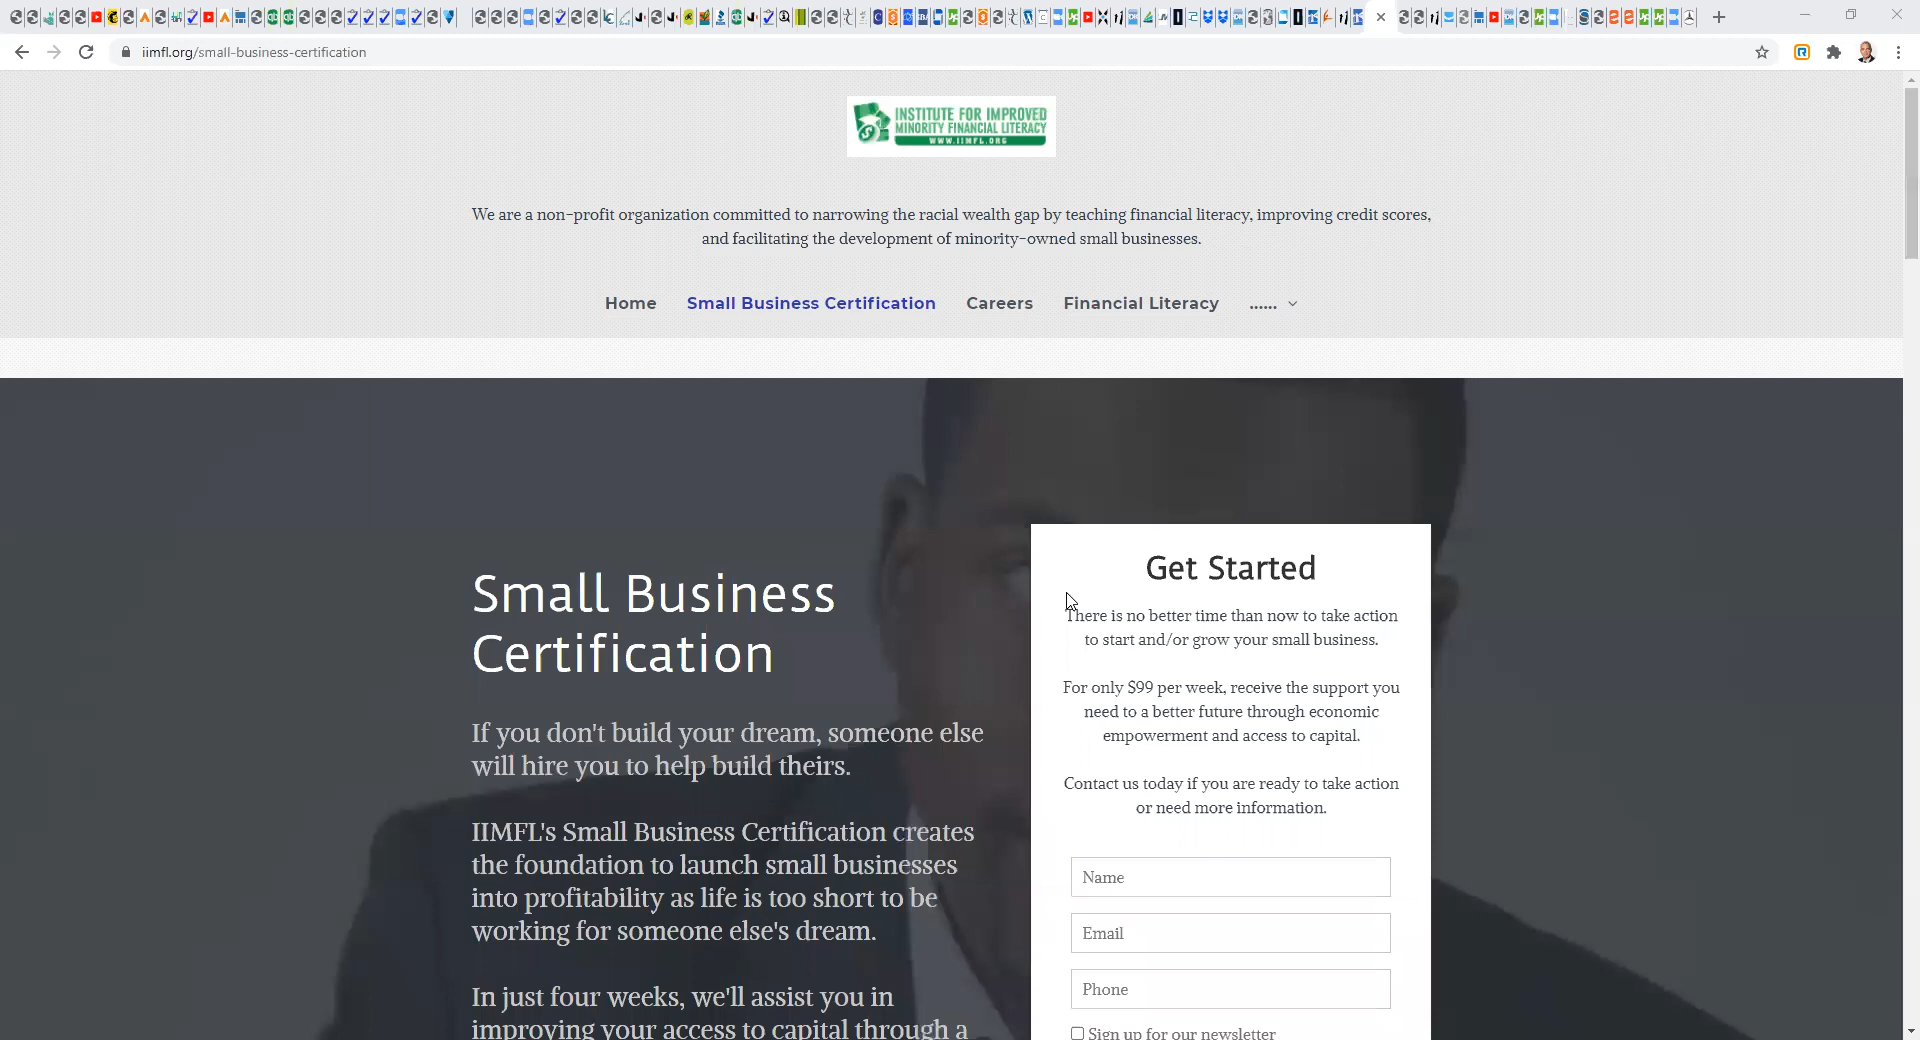 iimfl.org/small-business-certification
INSTITUTE FOR IMPROVED
MINORITY FINANCIAL LITERACY
WWW.IIMFL.ORG
We are a non-profit organization committed to narrowing the racial wealth gap by teaching financial literacy, improving credit scores,
and facilitating the development of minority-owned small businesses.
Home Small Business Certification Careers Financial Literacy ......
Small Business
Certification
If you don't build your dream, someone else
will hire you to help build theirs.
IIMFL's Small Business Certification creates
the foundation to launch small businesses
into profitability as life is too short to be
working for someone else's dream.
In just four weeks, we'll assist you in
improving your access to capital through a
Get Started
There is no better time than now to take action
to start and/or grow your small business.
For only $99 per week, receive the support you
need to a better future through economic
empowerment and access to capital.
Contact us today if you are ready to take action
or need more information.
Name
Email
Phone
Sign up for our newsletter